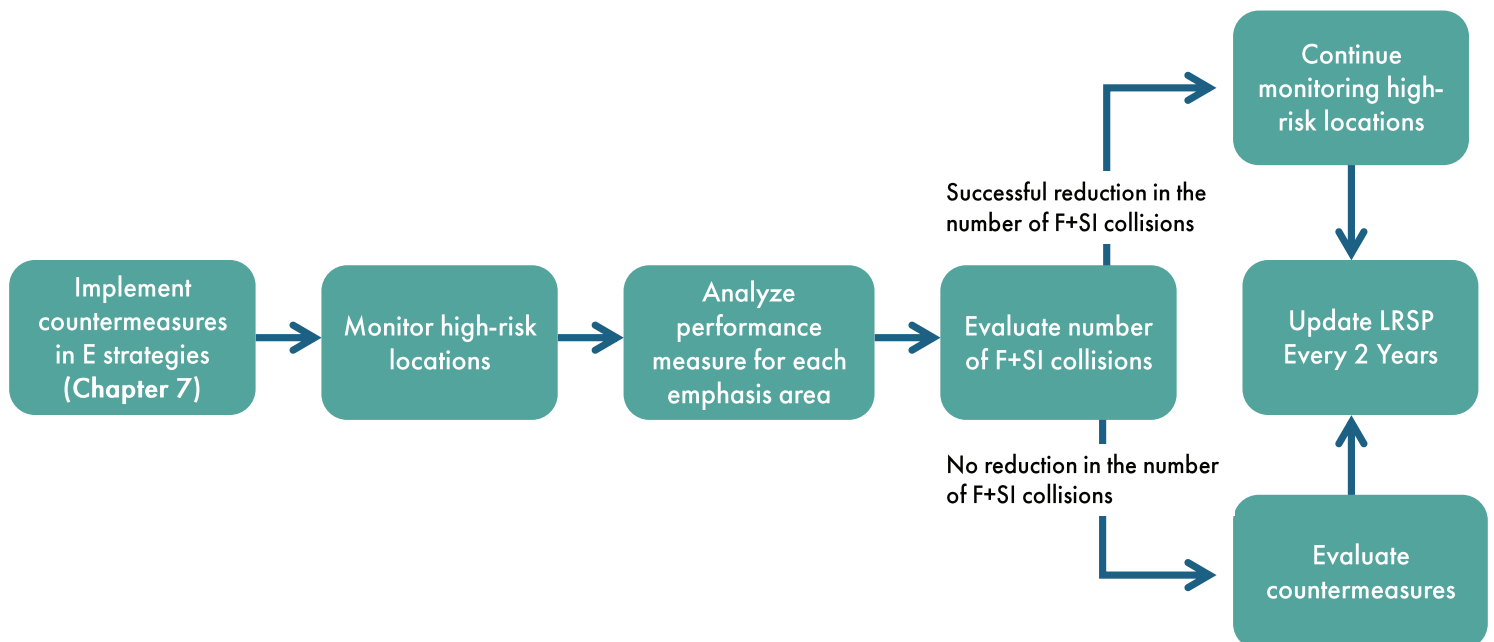 Implement
countermeasures
in E strategies
(Chapter 7)
Monitor high-risk
locations
Analyze
performance
measure for each
emphasis area
Evaluate number
of F+SI collisions
Successful reduction in the
number of F+SI collisions
Continue
monitoring high-
risk locations
No reduction in the number
of F+SI collisions
Evaluate
countermeasures
Update LRSP
Every 2 Years